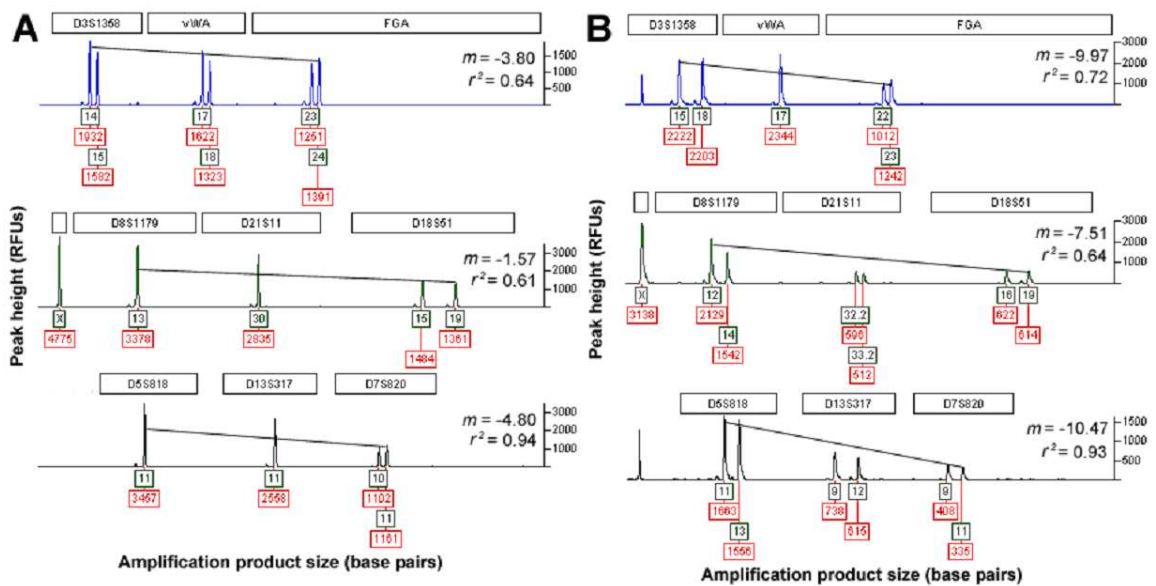 A
D3S1358 vWA FGA
m = -3.80
r² = 0.64
1500
1000
500
14 17 23
1932 1622 1251
15 18 24
1582 1323 1391
D8S1179 D21S11 D18S51
m = -1.57
r² = 0.61
3000
2000
1000
X 13 30 15 19
4775 3378 2835 1484 1361
D5S818 D13S317 D7S820
m = -4.80
r² = 0.94
3000
2000
1000
11 11 10
3467 2558 1102
11
1161
Peak height (RFUs)
Amplification product size (base pairs)
B
D3S1358 vWA FGA
m = -9.97
r² = 0.72
3000
2000
1000
15 18 17 22
2222 2203 2344 1012
23
1242
D8S1179 D21S11 D18S51
m = -7.51
r² = 0.64
3000
2000
1000
X 12 32.2 16 19
3138 2129 596 622 614
14 33.2
1542 512
D5S818 D13S317 D7S820
m = -10.47
r² = 0.93
1500
1000
500
11 9 12 9
1663 738 615 408
13 11
1556 335
Peak height (RFUs)
Amplification product size (base pairs)